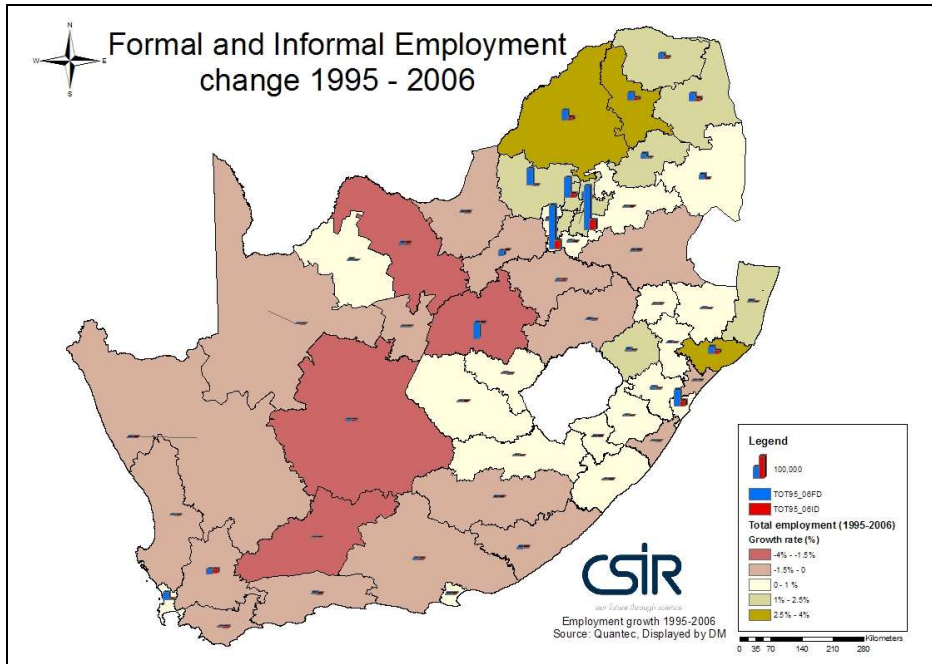 N
W E
S
Formal and Informal Employment
change 1995 - 2006
Legend
100,000
TOT95_06FD
TOT95_06ID
Total employment (1995-2006)
Growth rate (%)
-4% - -1.5%
-1.5% - 0
0 - 1 %
1% - 2.5%
2.5% - 4%
CSIR
our future through science
Employment growth 1995-2006
Source: Quantec, Displayed by DM
Kilometers
0 35 70 140 210 280